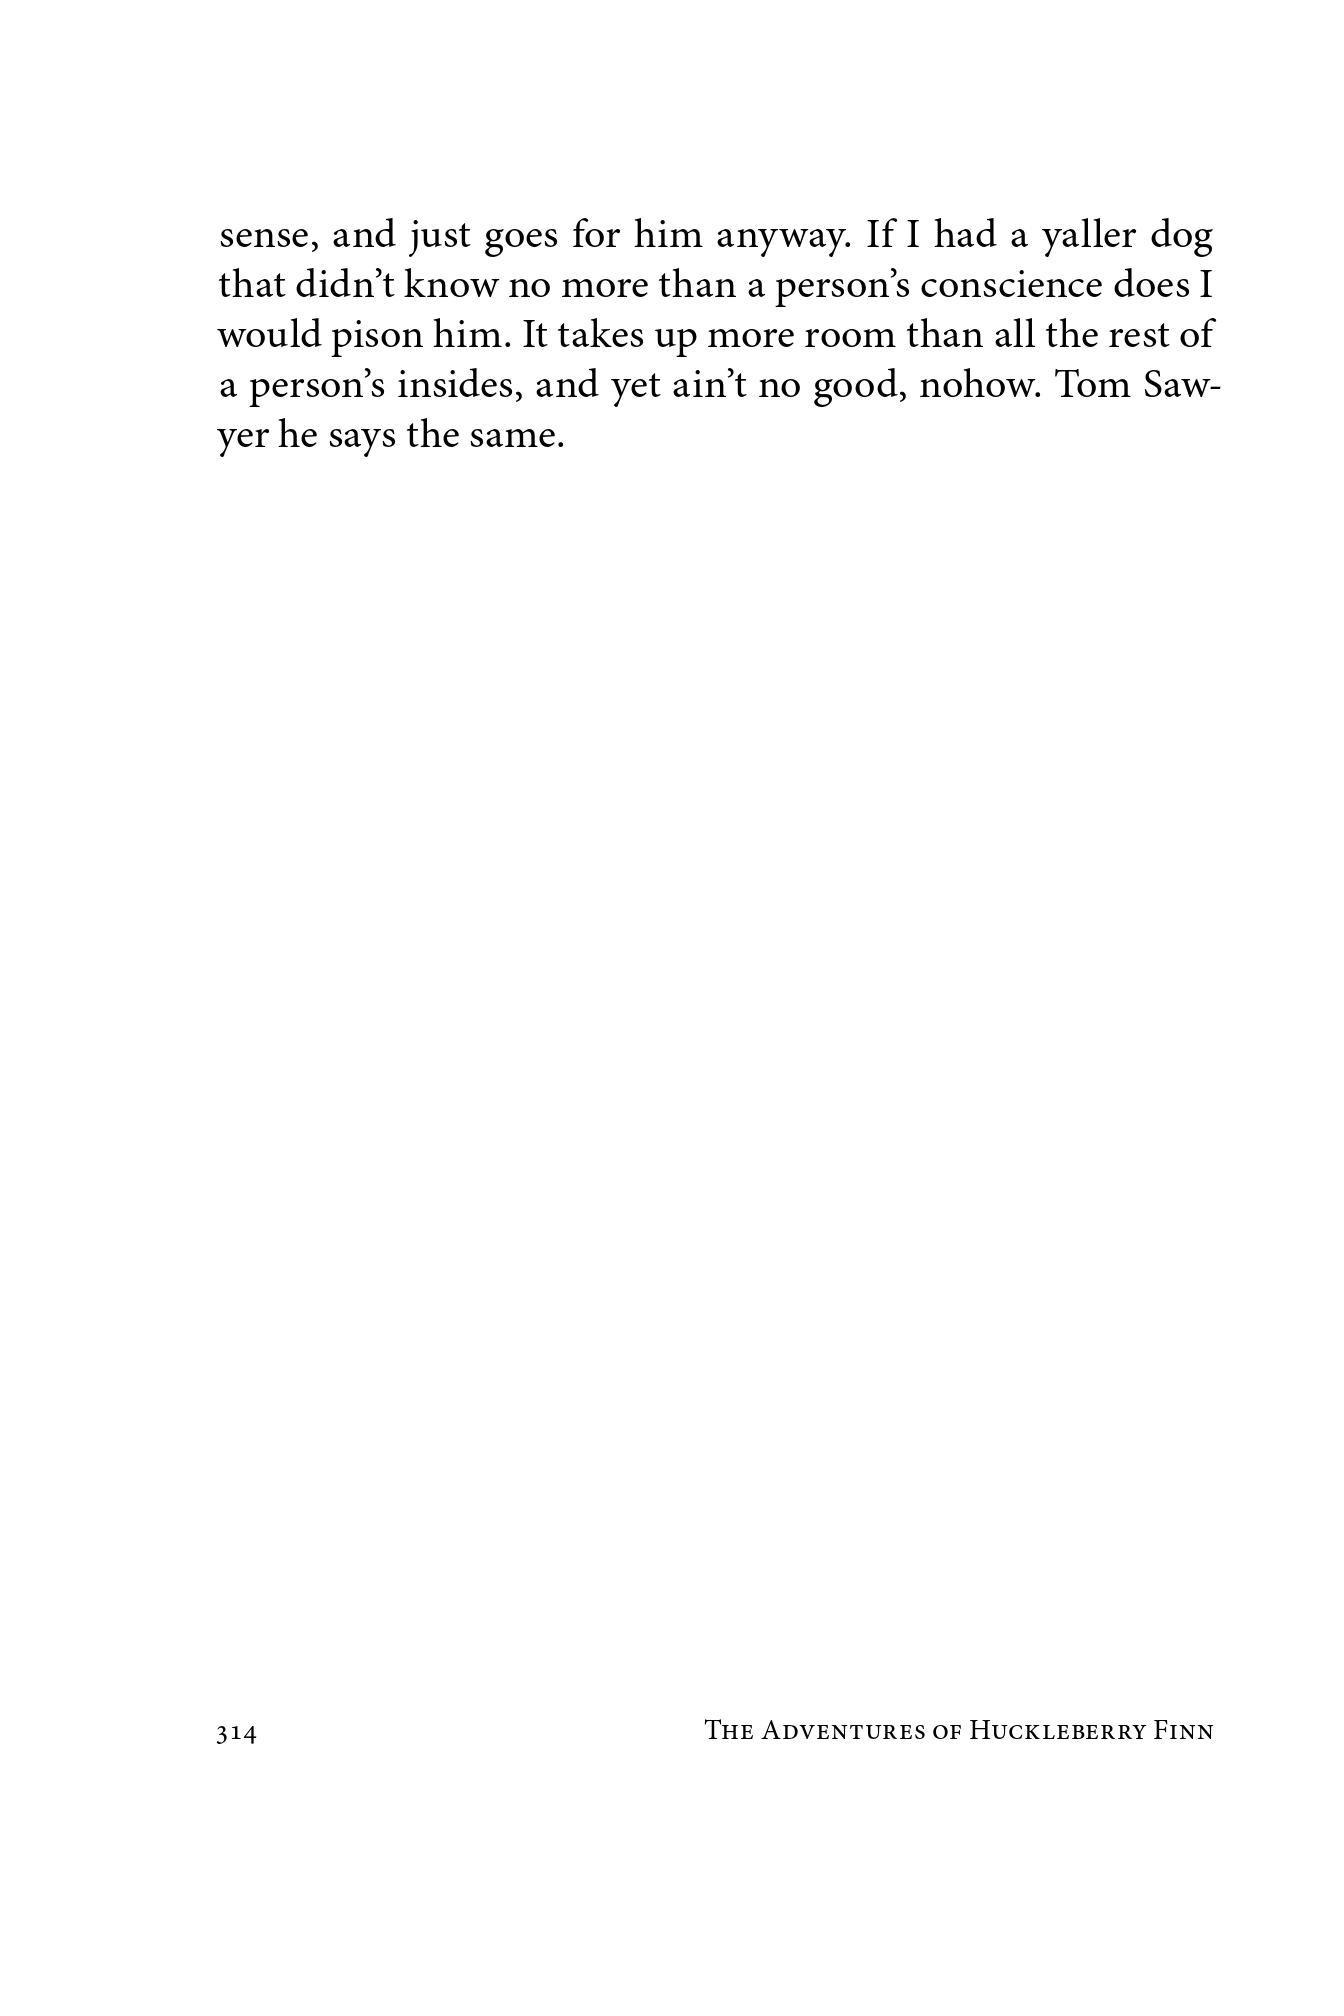 sense, and just goes for him anyway. If I had a yaller dog
that didn’t know no more than a person’s conscience does I
would pison him. It takes up more room than all the rest of
a person’s insides, and yet ain’t no good, nohow. Tom Saw-
yer he says the same.
314 The Adventures of Huckleberry Finn